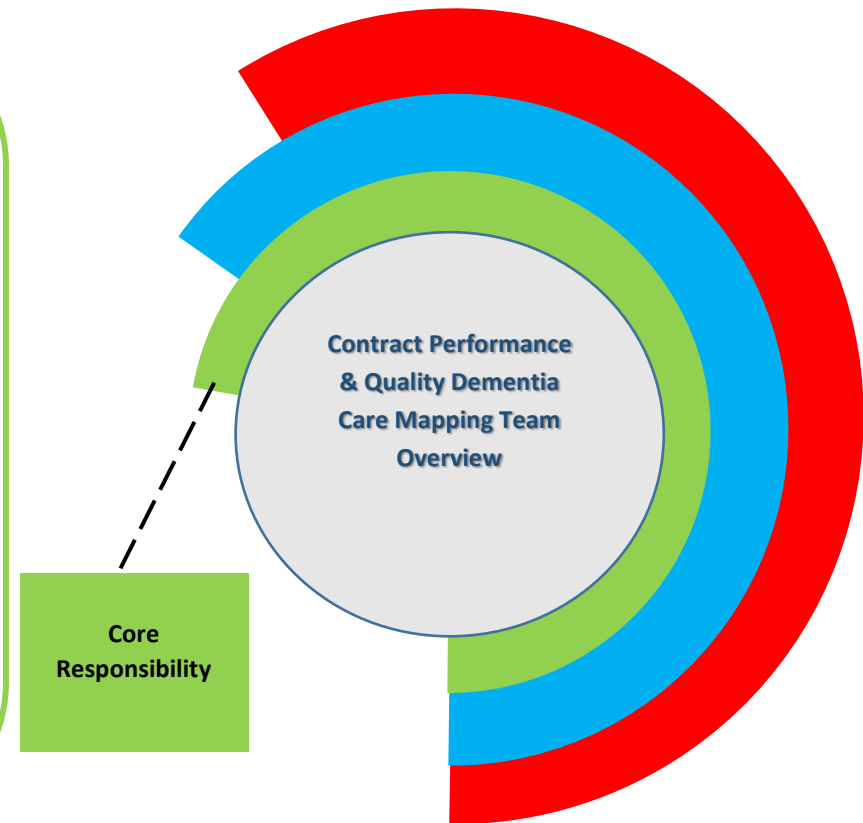 Contract Performance
& Quality Dementia
Care Mapping Team
Overview
Core
Responsibility